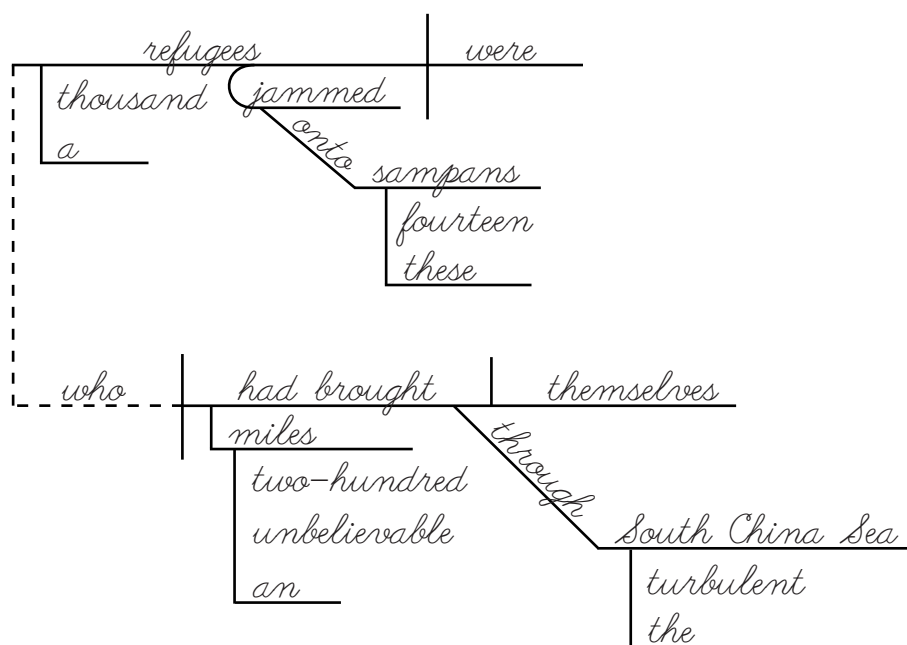 refugees were
thousand jammed
a
onto
sampans
fourteen
these
who had brought themselves
miles
through
two-hundred
unbelievable
South China Sea
an
turbulent
the